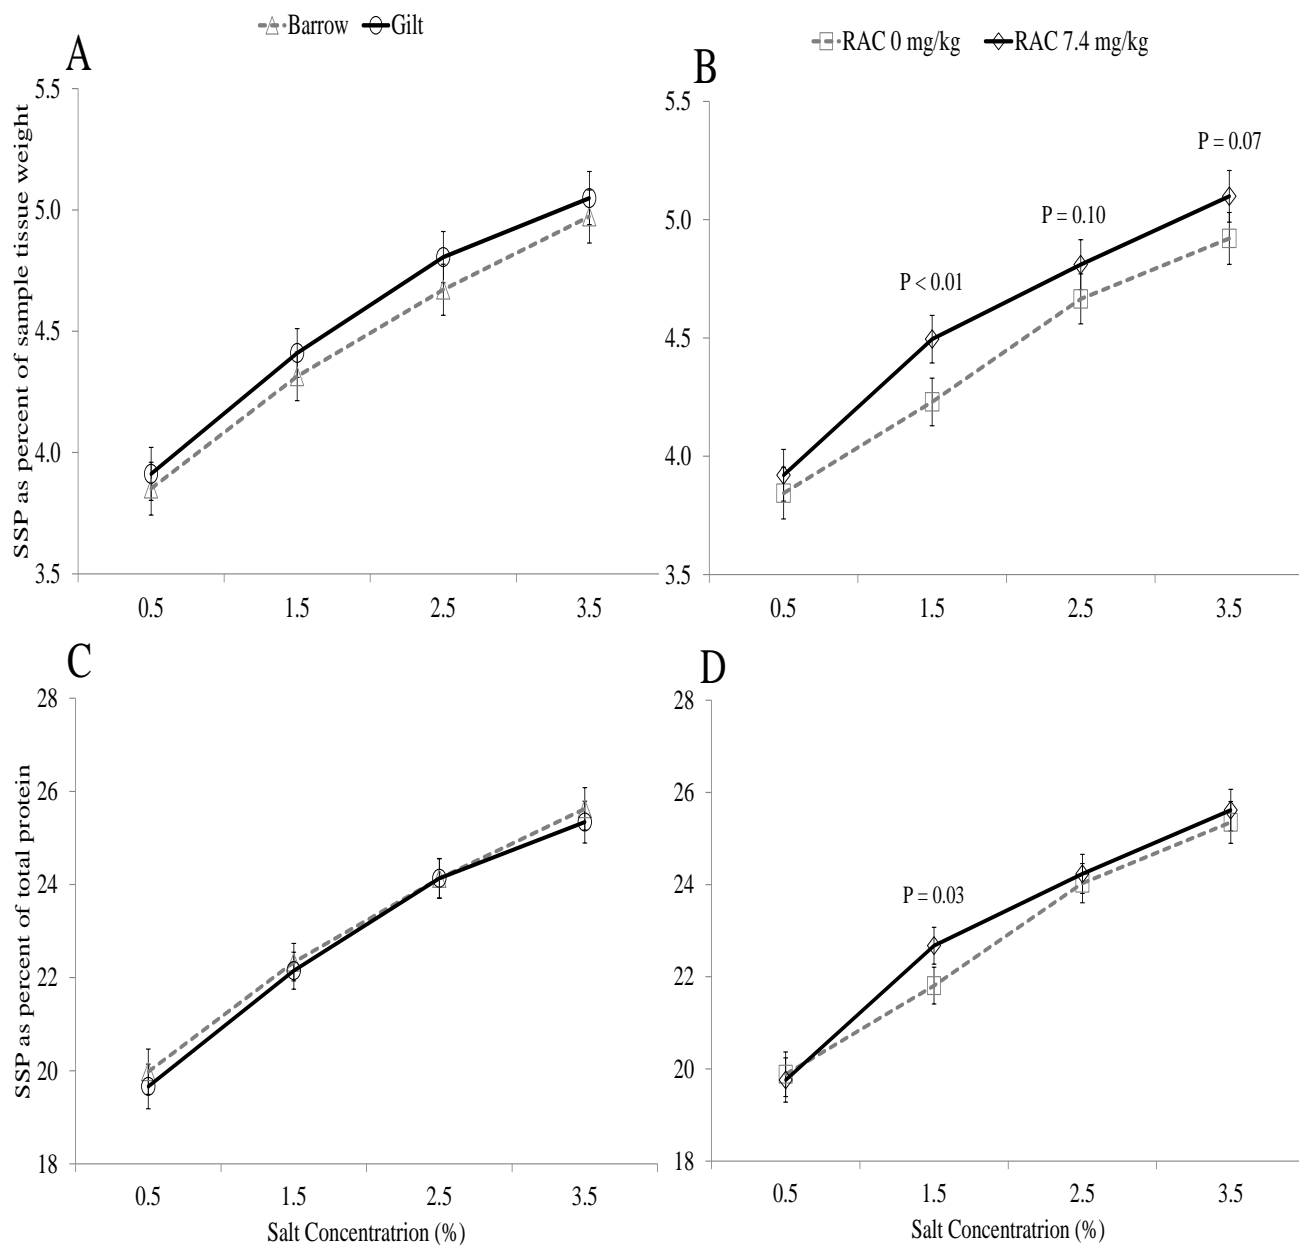 Barrow Gilt
RAC 0 mg/kg RAC 7.4 mg/kg
A
B
SSP as percent of sample tissue weight
5.5
5.0
4.5
4.0
3.5
0.5 1.5 2.5 3.5
5.5
5.0
4.5
4.0
3.5
P < 0.01
P = 0.10
P = 0.07
0.5 1.5 2.5 3.5
C
D
SSP as percent of total protein
28
26
24
22
20
18
0.5 1.5 2.5 3.5
Salt Concentratrion (%)
28
26
24
22
20
18
P = 0.03
0.5 1.5 2.5 3.5
Salt Concentratrion (%)